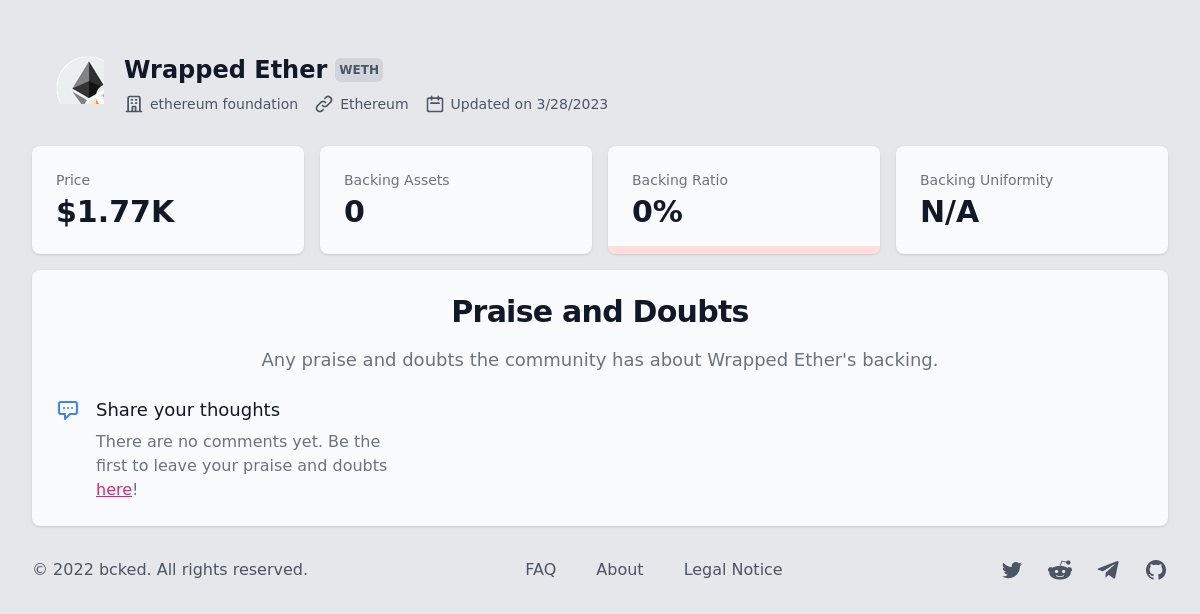 Wrapped Ether WETH
ethereum foundation Ethereum Updated on 3/28/2023
Price
$1.77K
Backing Assets
0
Backing Ratio
0%
Backing Uniformity
N/A
Praise and Doubts
Any praise and doubts the community has about Wrapped Ether's backing.
Share your thoughts
There are no comments yet. Be the
first to leave your praise and doubts
here!
© 2022 bcked. All rights reserved. FAQ About Legal Notice